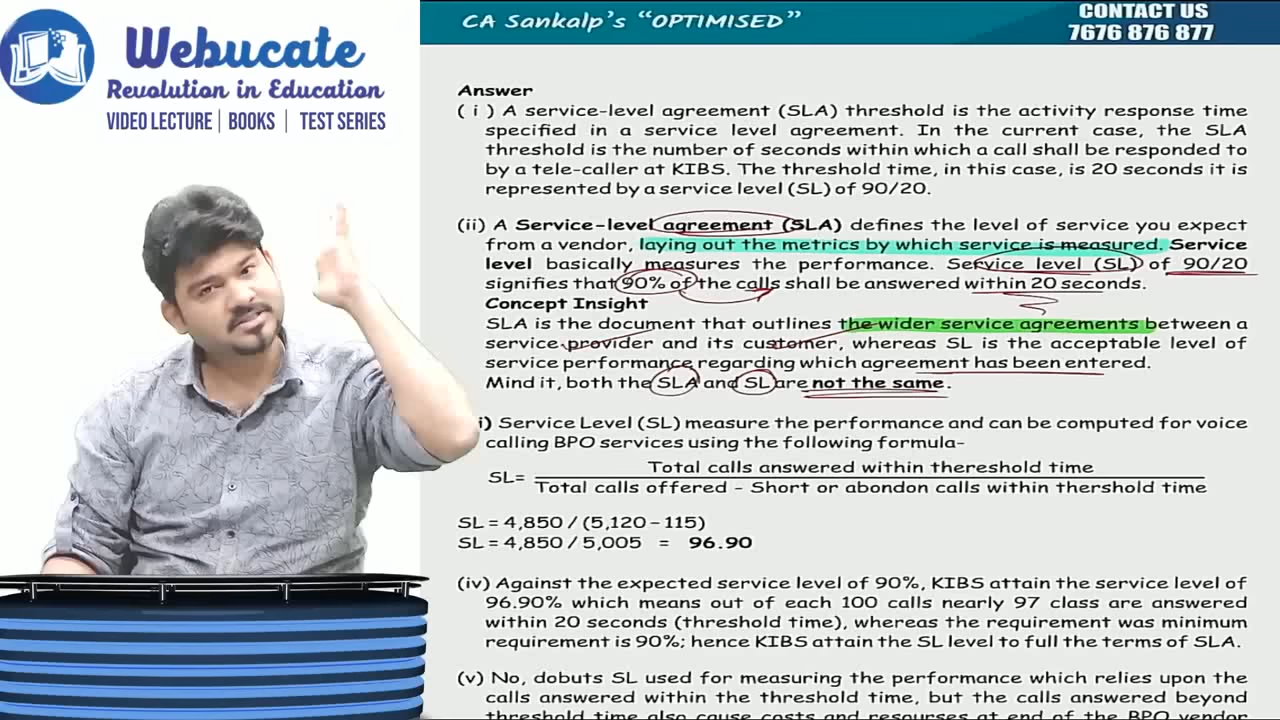 Webucate
Revolution in Education
VIDEO LECTURE | BOOKS | TEST SERIES
CA Sankalp's “OPTIMISED”
CONTACT US
7676 876 877
Answer
( i ) A service-level agreement (SLA) threshold is the activity response time
specified in a service level agreement. In the current case, the SLA
threshold is the number of seconds within which a call shall be responded to
by a tele-caller at KIBS. The threshold time, in this case, is 20 seconds it is
represented by a service level (SL) of 90/20.
(ii) A Service-level agreement (SLA) defines the level of service you expect
from a vendor, laying out the metrics by which service is measured. Service
level basically measures the performance. Service level (SL) of 90/20
signifies that 90% of the calls shall be answered within 20 seconds.
Concept Insight
SLA is the document that outlines the wider service agreements between a
service provider and its customer, whereas SL is the acceptable level of
service performance regarding which agreement has been entered.
Mind it, both the SLA and SL are not the same.
i) Service Level (SL) measure the performance and can be computed for voice
calling BPO services using the following formula-
SL= Total calls answered within thereshold time
Total calls offered - Short or abondon calls within thershold time
SL = 4,850 / (5,120 - 115)
SL = 4,850 / 5,005 = 96.90
(iv) Against the expected service level of 90%, KIBS attain the service level of
96.90% which means out of each 100 calls nearly 97 class are answered
within 20 seconds (threshold time), whereas the requirement was minimum
requirement is 90%; hence KIBS attain the SL level to full the terms of SLA.
(v) No, dobuts SL used for measuring the performance which relies upon the
calls answered within the threshold time, but the calls answered beyond
threshold time also cause costs and resourses at end of the BPO vendor